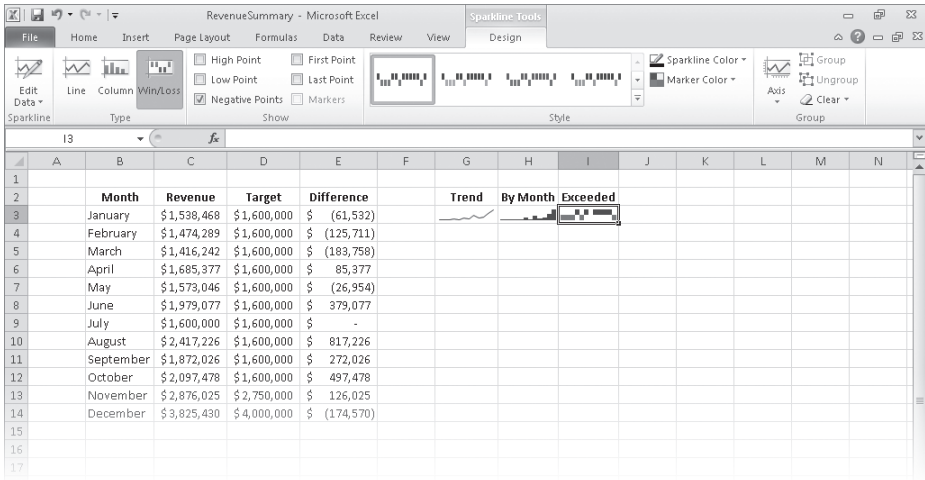 RevenueSummary - Microsoft Excel
Sparkline Tools
File Home Insert Page Layout Formulas Data Review View Design
Edit Data
Line
Column
Win/Loss
High Point
First Point
Low Point
Last Point
Negative Points
Markers
Sparkline Color
Marker Color
Axis
Group
Ungroup
Clear
Sparkline Type Show Style Group
I3 fx
A B C D E F G H I J K L M N
1
2 Month Revenue Target Difference Trend By Month Exceeded
3 January $1,538,468 $1,600,000 $ (61,532)
4 February $1,474,289 $1,600,000 $ (125,711)
5 March $1,416,242 $1,600,000 $ (183,758)
6 April $1,685,377 $1,600,000 $ 85,377
7 May $1,573,046 $1,600,000 $ (26,954)
8 June $1,979,077 $1,600,000 $ 379,077
9 July $1,600,000 $1,600,000 $ -
10 August $2,417,226 $1,600,000 $ 817,226
11 September $1,872,026 $1,600,000 $ 272,026
12 October $2,097,478 $1,600,000 $ 497,478
13 November $2,876,025 $2,750,000 $ 126,025
14 December $3,825,430 $4,000,000 $ (174,570)
15
16
17